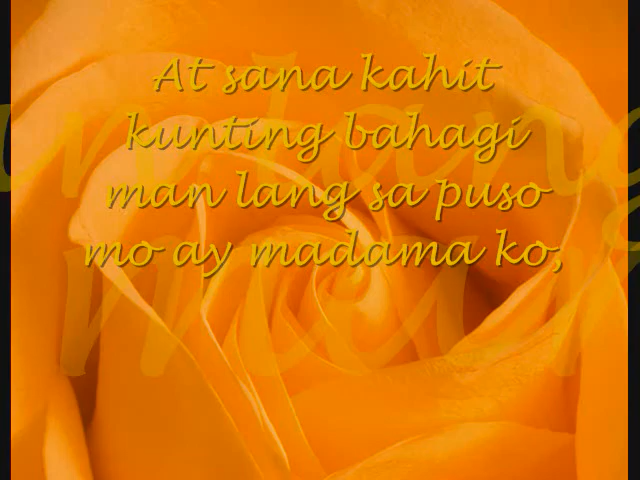 At sana kahit
kunting bahagi
man lang sa puso
mo ay madama ko,